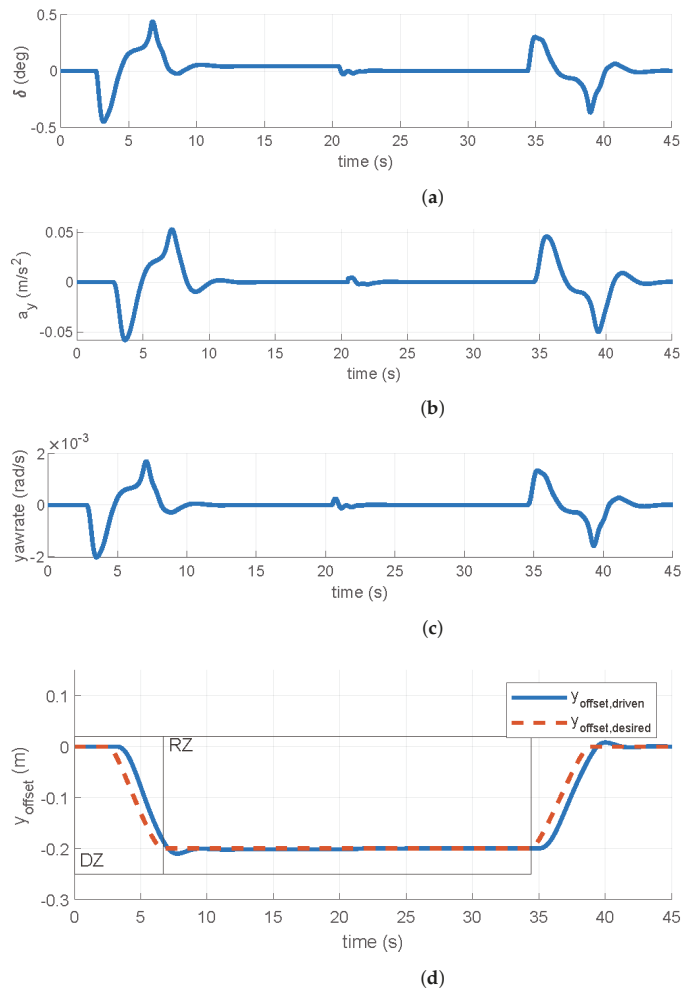 0.5
0
-0.5
δ (deg)
0 5 10 15 20 25 30 35 40 45
time (s)
(a)
0.05
0
-0.05
a_y (m/s²)
0 5 10 15 20 25 30 35 40 45
time (s)
(b)
×10⁻³
2
0
-2
yawrate (rad/s)
0 5 10 15 20 25 30 35 40 45
time (s)
(c)
0.1
0
-0.1
-0.2
-0.3
y_offset (m)
y_offset,driven
y_offset,desired
RZ
DZ
0 5 10 15 20 25 30 35 40 45
time (s)
(d)